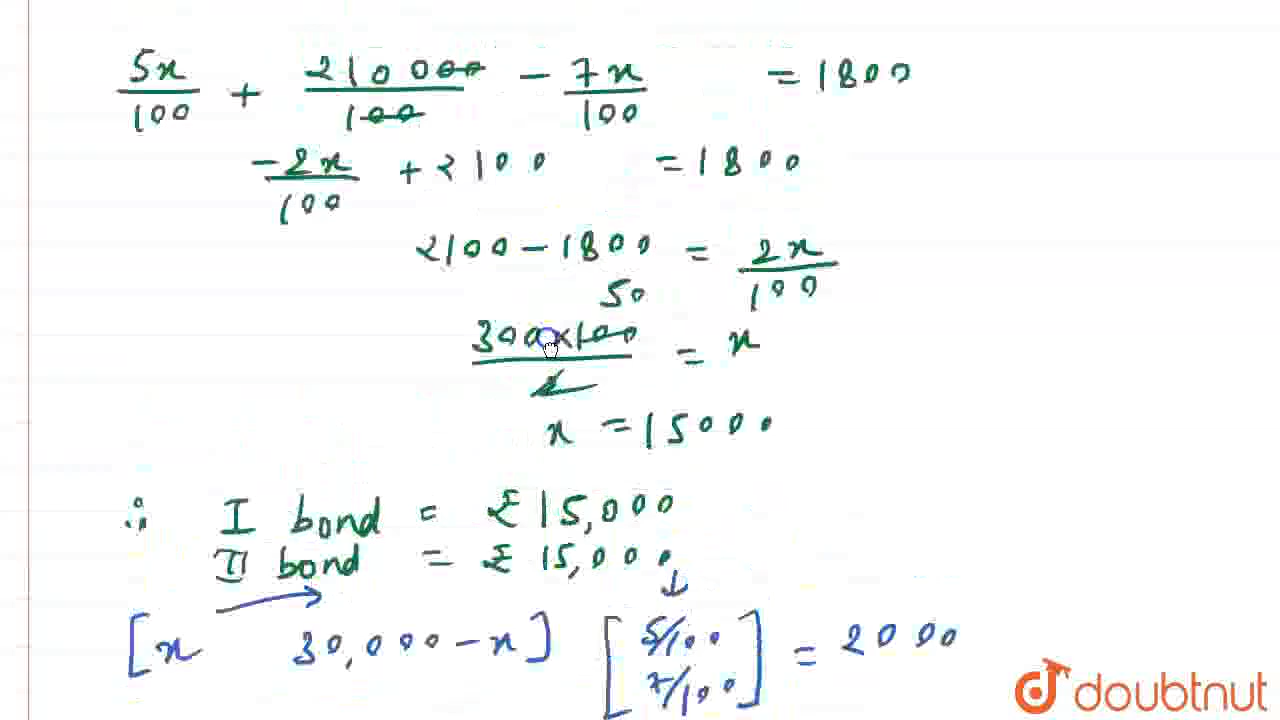 5x/100 + 210000/100 - 7x/100 = 1800
-2x/100 + 2100 = 1800
2100 - 1800 = 2x/100
50
300×100/2 = x
x = 15000
∴ I bond = ₹15,000
II bond = ₹15,000
[x 30,000-x] [5/100 7/100] = 2000
doubtnut